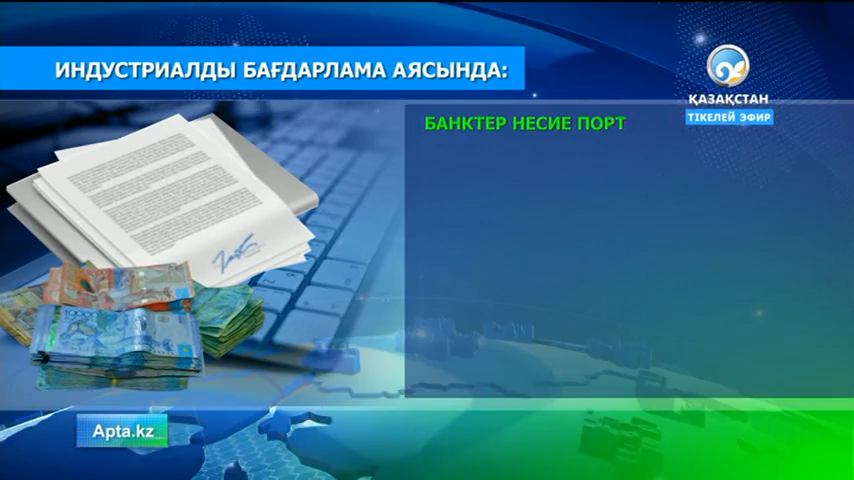 ИНДУСТРИАЛДЫ БАҒДАРЛАМА АЯСЫНДА:
БАНКТЕР НЕСИЕ ПОРТ
ҚАЗАҚСТАН
ТІКЕЛЕЙ ЭФИР
Apta.kz